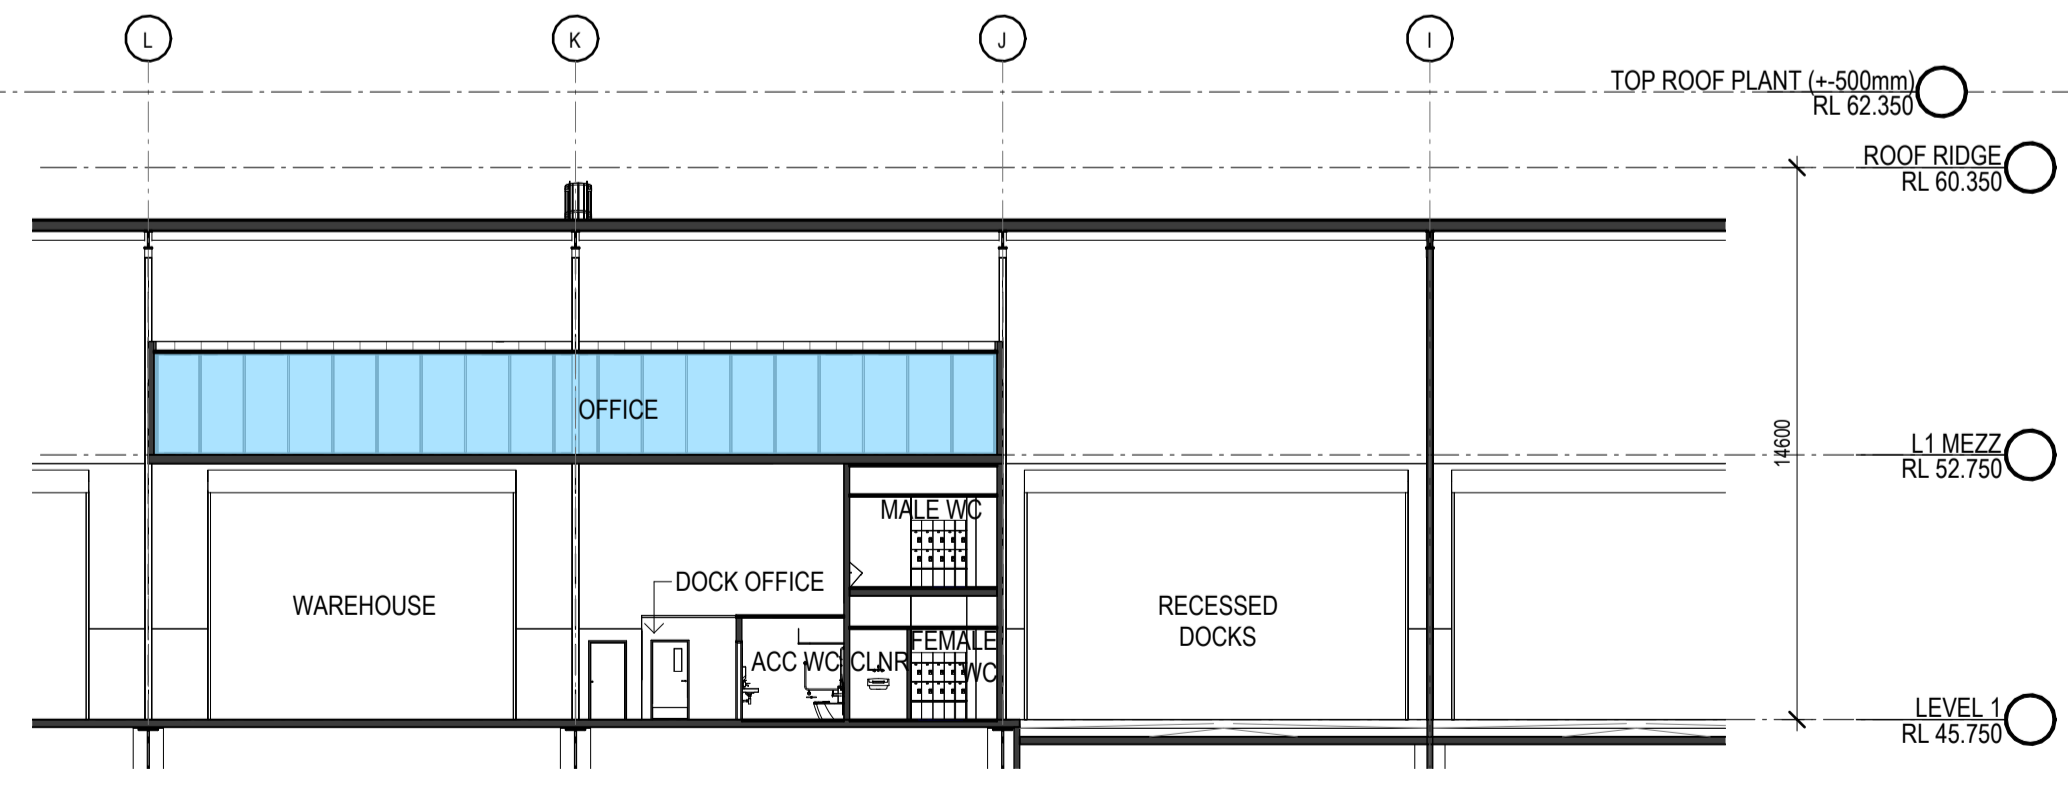 L
K
J
I
TOP ROOF PLANT (+-500mm)
RL 62.350
ROOF RIDGE
RL 60.350
OFFICE
14600
L1 MEZZ
RL 52.750
MALE WC
DOCK OFFICE
WAREHOUSE
RECESSED
DOCKS
ACC WC
CLNR
FEMALE
WC
LEVEL 1
RL 45.750